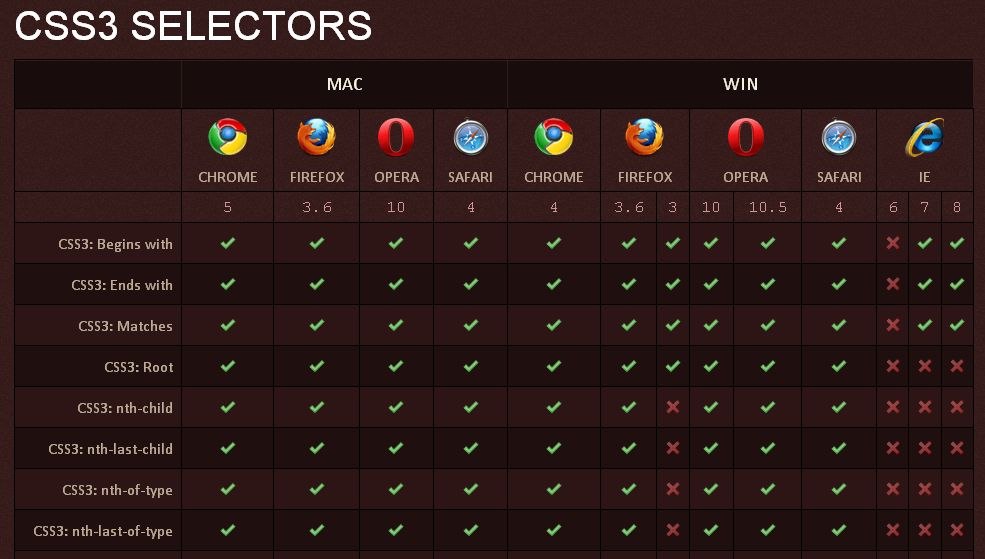 CSS3 SELECTORS
MAC WIN
CHROME FIREFOX OPERA SAFARI CHROME FIREFOX OPERA SAFARI IE
5 3.6 10 4 4 3.6 3 10 10.5 4 6 7 8
CSS3: Begins with
CSS3: Ends with
CSS3: Matches
CSS3: Root
CSS3: nth-child
CSS3: nth-last-child
CSS3: nth-of-type
CSS3: nth-last-of-type